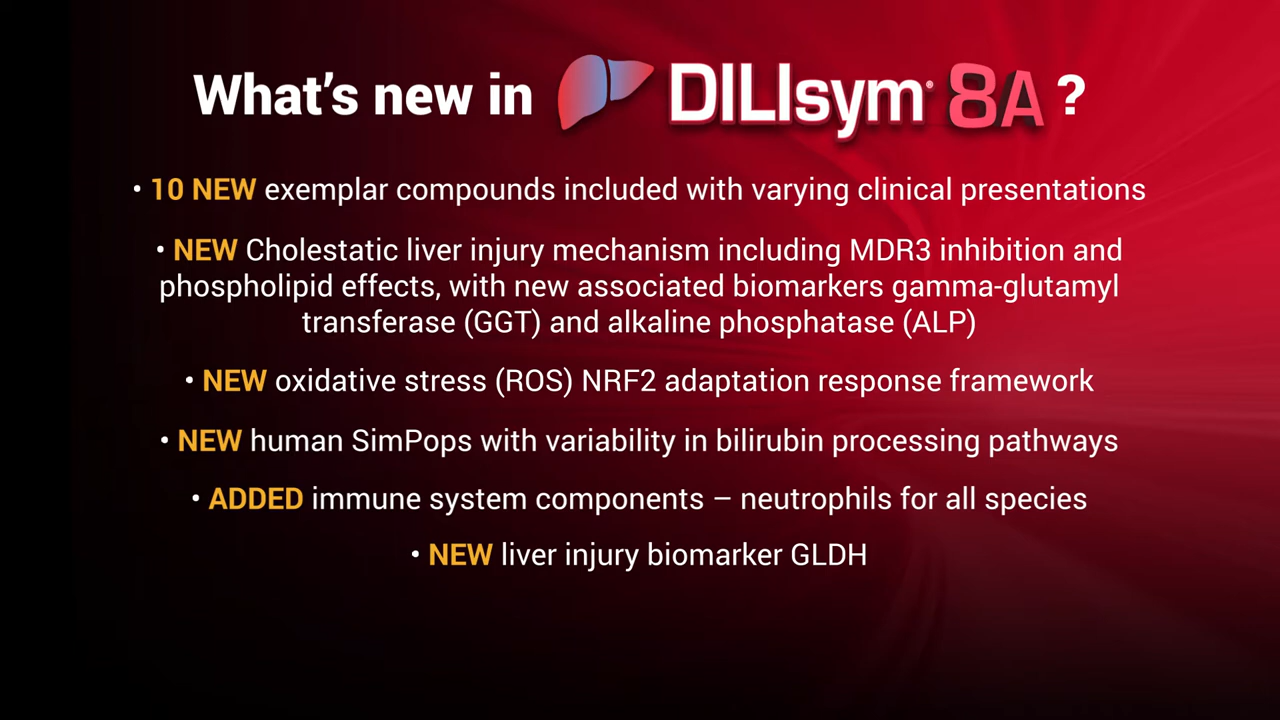 What's new in DILIsym® 8A ?
• 10 NEW exemplar compounds included with varying clinical presentations
• NEW Cholestatic liver injury mechanism including MDR3 inhibition and
phospholipid effects, with new associated biomarkers gamma-glutamyl
transferase (GGT) and alkaline phosphatase (ALP)
• NEW oxidative stress (ROS) NRF2 adaptation response framework
• NEW human SimPops with variability in bilirubin processing pathways
• ADDED immune system components – neutrophils for all species
• NEW liver injury biomarker GLDH